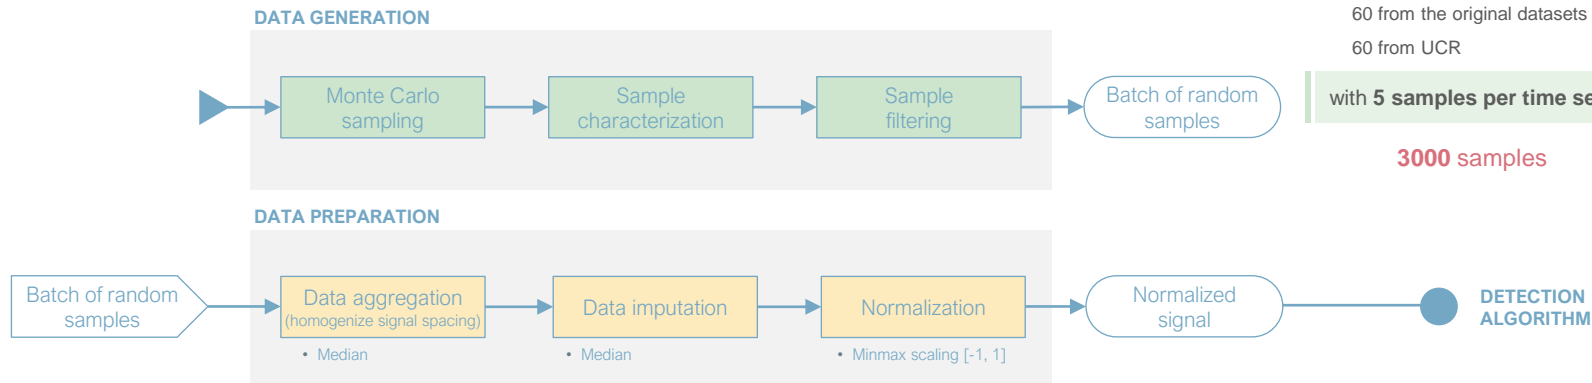 DATA GENERATION
Monte Carlo
sampling
Sample
characterization
Sample
filtering
Batch of random
samples
60 from the original datasets
60 from UCR
with 5 samples per time
3000 samples
DATA PREPARATION
Batch of random
samples
Data aggregation
(homogenize signal spacing)
• Median
Data imputation
• Median
Normalization
• Minmax scaling [-1, 1]
Normalized
signal
DETECTION
ALGORITHM